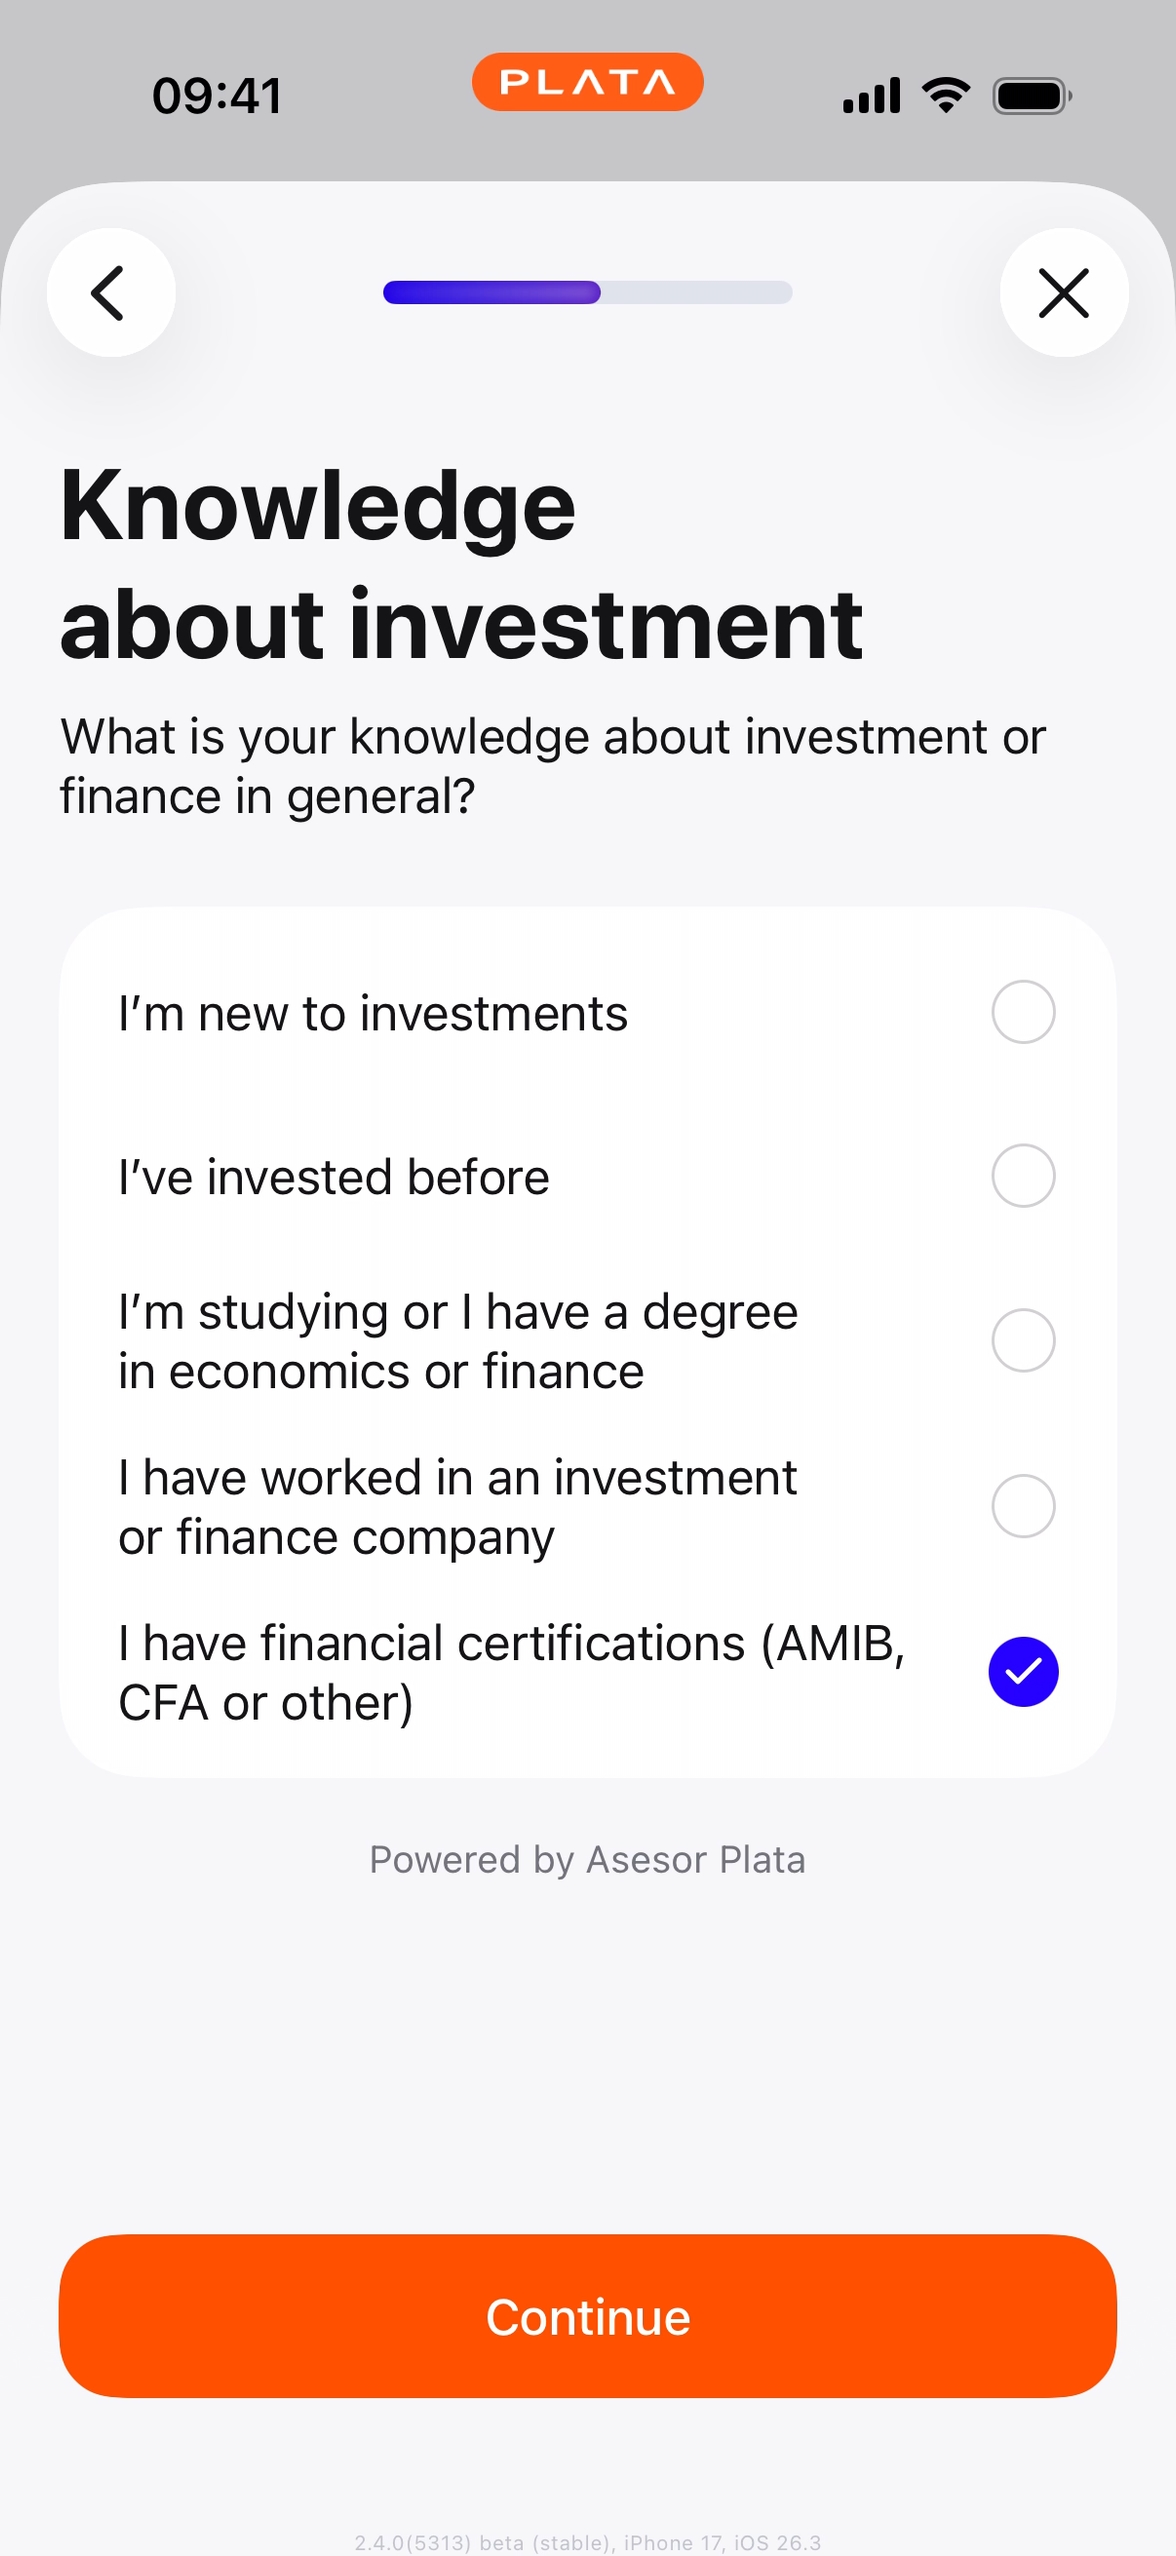 09:41
PLATA
Knowledge
about investment
What is your knowledge about investment or
finance in general?
I’m new to investments
I’ve invested before
I’m studying or I have a degree
in economics or finance
I have worked in an investment
or finance company
I have financial certifications (AMIB,
CFA or other)
Powered by Asesor Plata
Continue
2.4.0(5313) beta (stable), iPhone 17, iOS 26.3